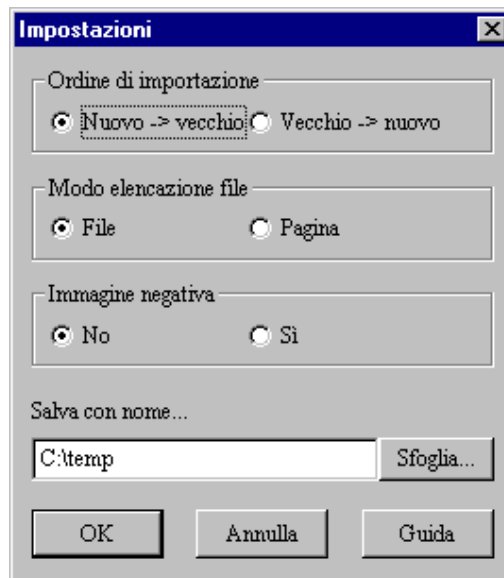 Impostazioni
Ordine di importazione
Nuovo -> vecchio Vecchio -> nuovo
Modo elencazione file
File Pagina
Immagine negativa
No Sì
Salva con nome...
C:\temp Sfoglia...
OK Annulla Guida